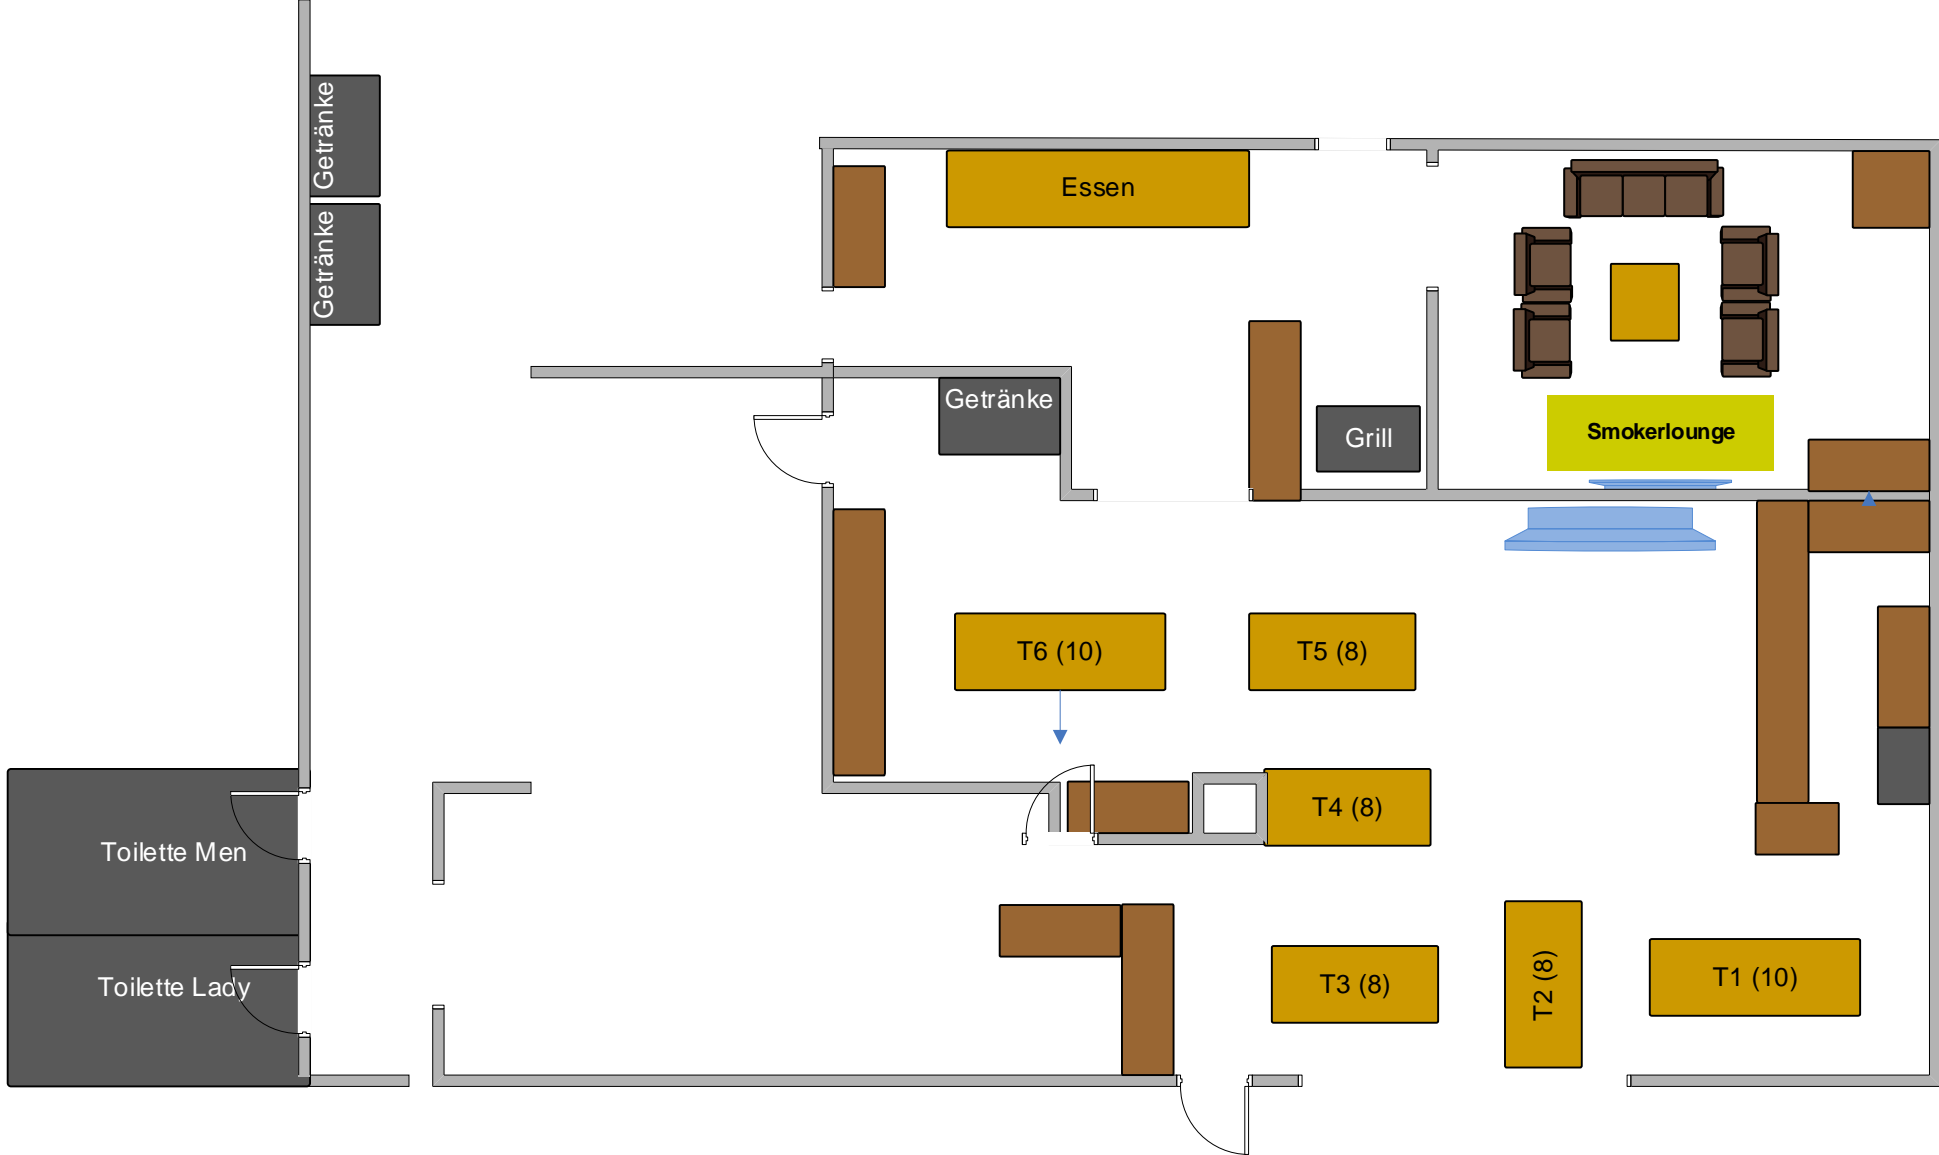 Getränke
Getränke
Essen
Getränke
Grill
Smokerlounge
T6 (10)
T5 (8)
T4 (8)
Toilette Men
Toilette Lady
T3 (8)
T2 (8)
T1 (10)